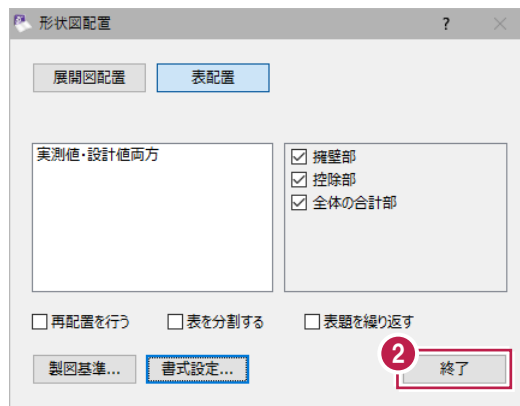 形状図配置 ?
展開図配置 表配置
実測値・設計値両方
擁壁部
控除部
全体の合計部
再配置を行う 表を分割する 表題を繰り返す
2
製図基準... 書式設定... 終了